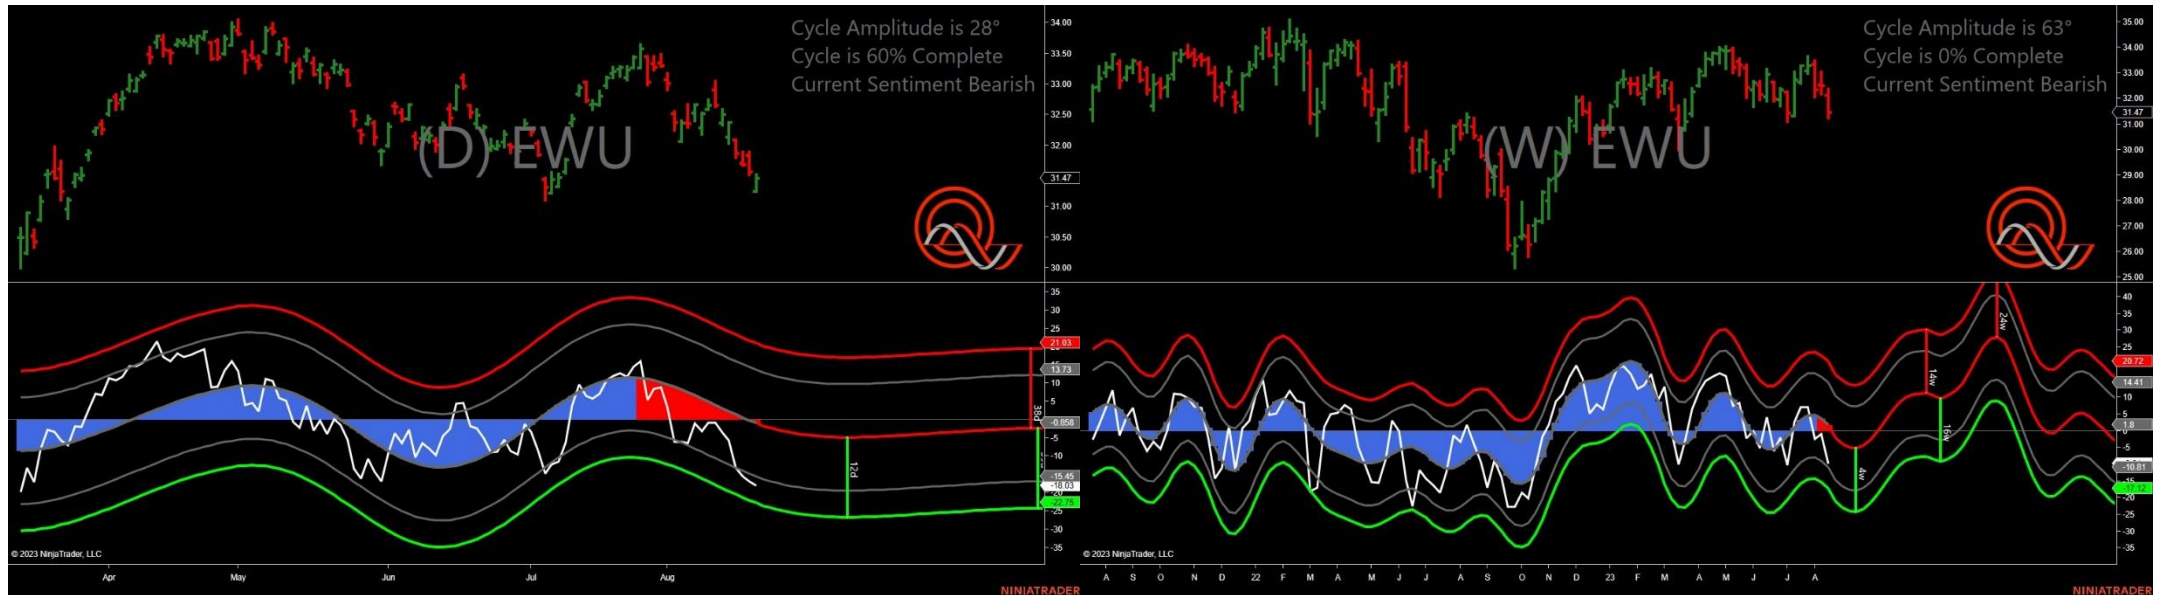 Cycle Amplitude is 28°
Cycle is 60% Complete
Current Sentiment Bearish
(D) EWU
34.00
33.50
33.00
32.50
32.00
31.47
31.00
30.50
30.00
35
30
25
21.03
13.73
10
5
-0.858
-5
-10
-15.45
-18.03
-22.75
-25
-30
-35
12d
38d
© 2023 NinjaTrader, LLC
Apr
May
Jun
Jul
Aug
NINJATRADER
Cycle Amplitude is 63°
Cycle is 0% Complete
Current Sentiment Bearish
(W) EWU
35.00
34.00
33.00
32.00
31.47
31.00
30.00
29.00
28.00
27.00
26.00
25.00
40
35
30
25
20.72
14.41
10
5
1.8
-5
-10.81
-15
-17.12
-20
-25
-30
-35
4w
14w
16w
24w
© 2023 NinjaTrader, LLC
A S O N D 22 F M A M J J A S O N D 23 F M A M J J A
NINJATRADER